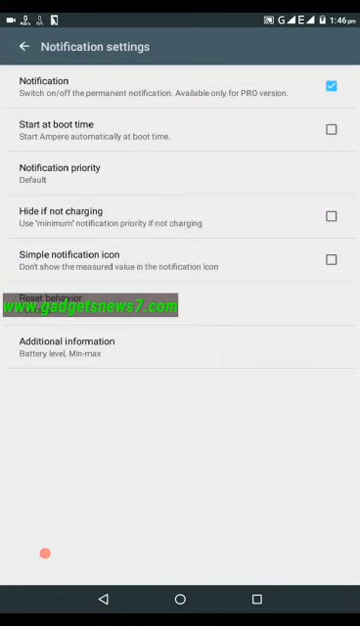 G E E 1:46pm
Notification settings
Notification
Switch on/off the permanent notification. Available only for PRO version.
Start at boot time
Start Ampere automatically at boot time.
Notification priority
Default
Hide if not charging
Use "minimum" notification priority if not charging
Simple notification icon
Don't show the measured value in the notification icon
Reset behavior
www.gadgetsnews7.com
Additional information
Battery level, Min-max